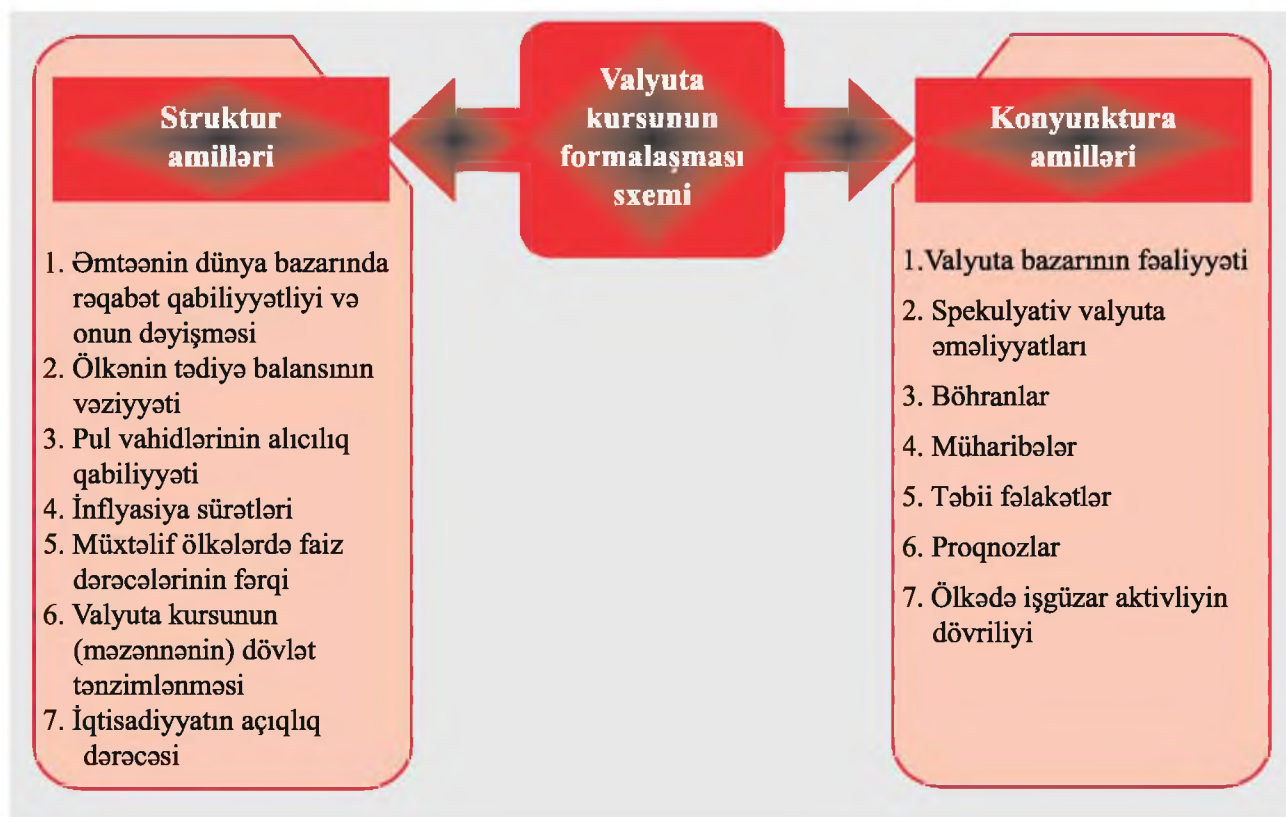 Valyuta
kursunun
formalaşması
sxemi
Struktur
amilləri
1. Əmtəənin dünya bazarında
rəqabət qabiliyyətliyi və
onun dəyişməsi
2. Ölkənin tədiyə balansının
vəziyyəti
3. Pul vahidlərinin alıcılıq
qabiliyyəti
4. İnflyasiya sürətləri
5. Müxtəlif ölkələrdə faiz
dərəcələrinin fərqi
6. Valyuta kursunun
(məzənnənin) dövlət
tənzimlənməsi
7. İqtisadiyyatın açıqlıq
dərəcəsi
Konyunktura
amilləri
1.Valyuta bazarının fəaliyyəti
2. Spekulyativ valyuta
əməliyyatları
3. Böhranlar
4. Müharibələr
5. Təbii fəlakətlər
6. Proqnozlar
7. Ölkədə işgüzar aktivliyin
dövriliyi